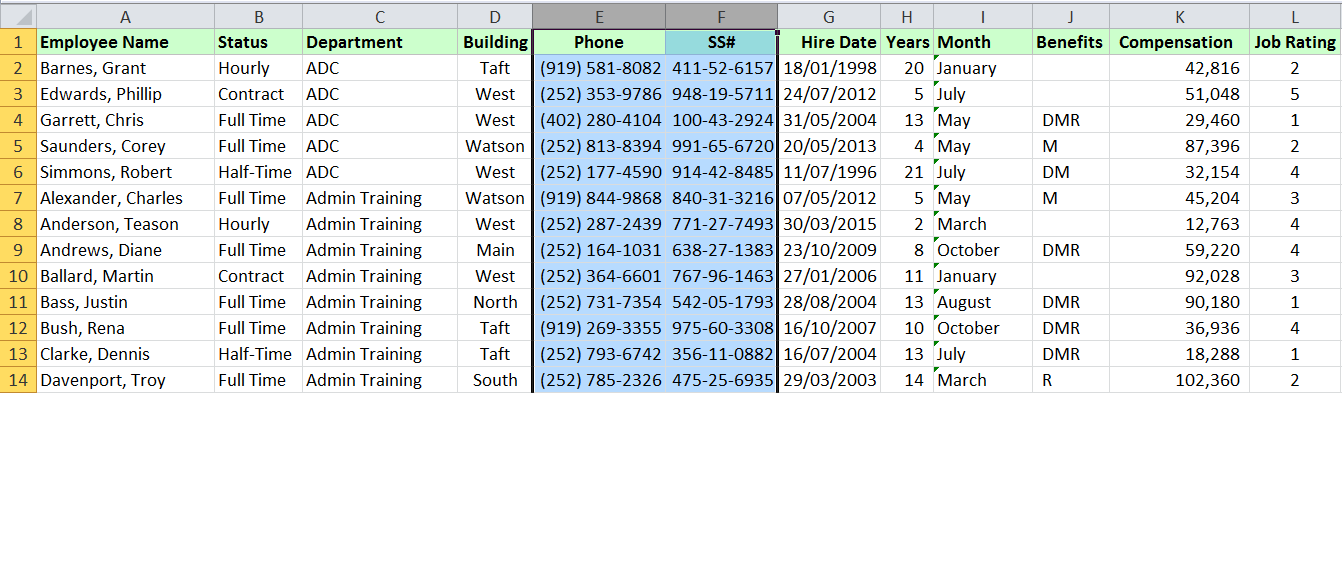 A B C D E F G H I J K L
1 Employee Name Status Department Building Phone SS# Hire Date Years Month Benefits Compensation Job Rating
2 Barnes, Grant Hourly ADC Taft (919) 581-8082 411-52-6157 18/01/1998 20 January 42,816 2
3 Edwards, Phillip Contract ADC West (252) 353-9786 948-19-5711 24/07/2012 5 July 51,048 5
4 Garrett, Chris Full Time ADC West (402) 280-4104 100-43-2924 31/05/2004 13 May DMR 29,460 1
5 Saunders, Corey Full Time ADC Watson (252) 813-8394 991-65-6720 20/05/2013 4 May M 87,396 2
6 Simmons, Robert Half-Time ADC West (252) 177-4590 914-42-8485 11/07/1996 21 July DM 32,154 4
7 Alexander, Charles Full Time Admin Training Watson (919) 844-9868 840-31-3216 07/05/2012 5 May M 45,204 3
8 Anderson, Teason Hourly Admin Training West (252) 287-2439 771-27-7493 30/03/2015 2 March 12,763 4
9 Andrews, Diane Full Time Admin Training Main (252) 164-1031 638-27-1383 23/10/2009 8 October DMR 59,220 4
10 Ballard, Martin Contract Admin Training West (252) 364-6601 767-96-1463 27/01/2006 11 January 92,028 3
11 Bass, Justin Full Time Admin Training North (252) 731-7354 542-05-1793 28/08/2004 13 August DMR 90,180 1
12 Bush, Rena Full Time Admin Training Taft (919) 269-3355 975-60-3308 16/10/2007 10 October DMR 36,936 4
13 Clarke, Dennis Half-Time Admin Training Taft (252) 793-6742 356-11-0882 16/07/2004 13 July DMR 18,288 1
14 Davenport, Troy Full Time Admin Training South (252) 785-2326 475-25-6935 29/03/2003 14 March R 102,360 2